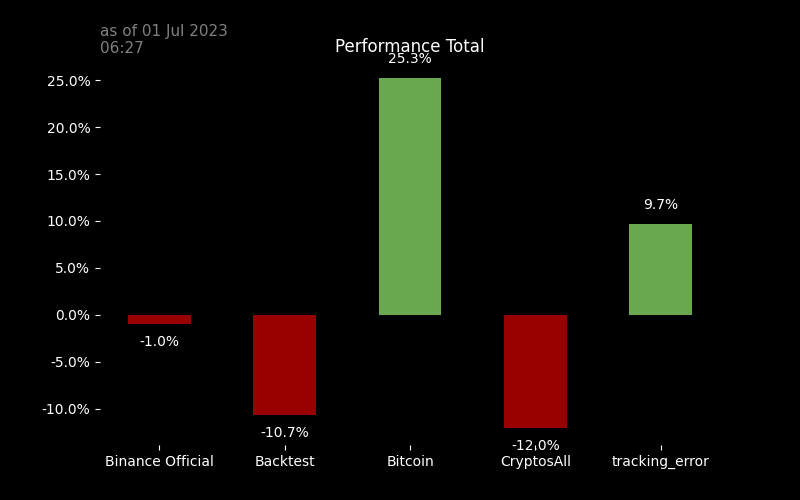 as of 01 Jul 2023
06:27
Performance Total
25.3%
25.0%
20.0%
15.0%
9.7%
10.0%
5.0%
0.0%
-1.0%
-5.0%
-10.0%
-10.7%
-12.0%
Binance Official
Backtest
Bitcoin
CryptosAll
tracking_error